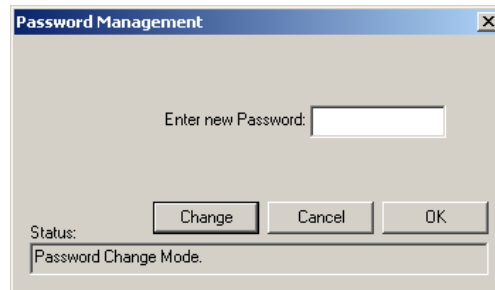 Password Management
Enter new Password:
Change Cancel OK
Status:
Password Change Mode.